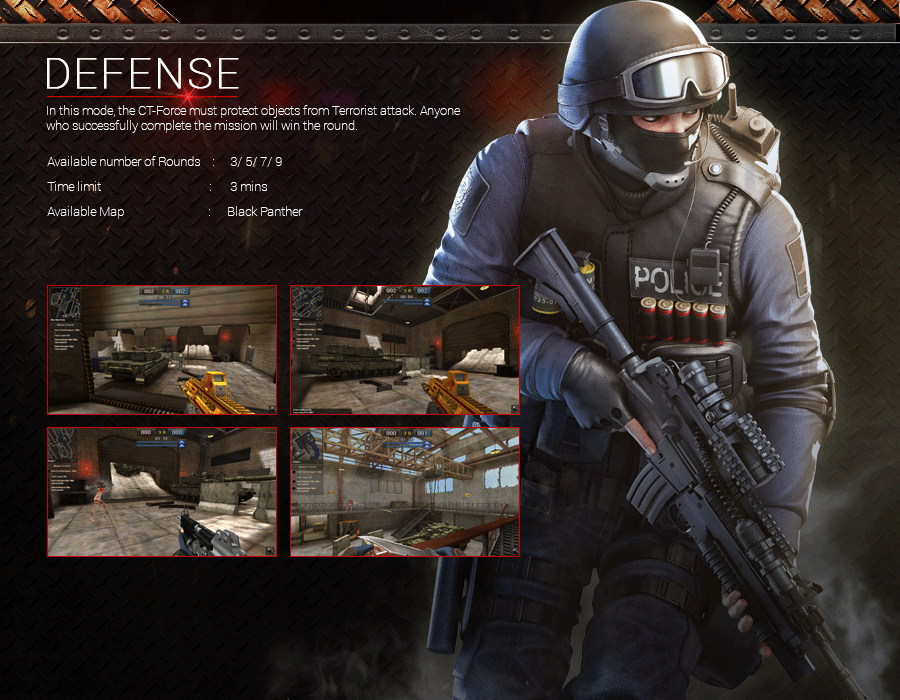 DEFENSE
In this mode, the CT-Force must protect objects from Terrorist attack. Anyone
who successfully complete the mission will win the round.
Available number of Rounds : 3/ 5/ 7/ 9
Time limit : 3 mins
Available Map : Black Panther
POLICE